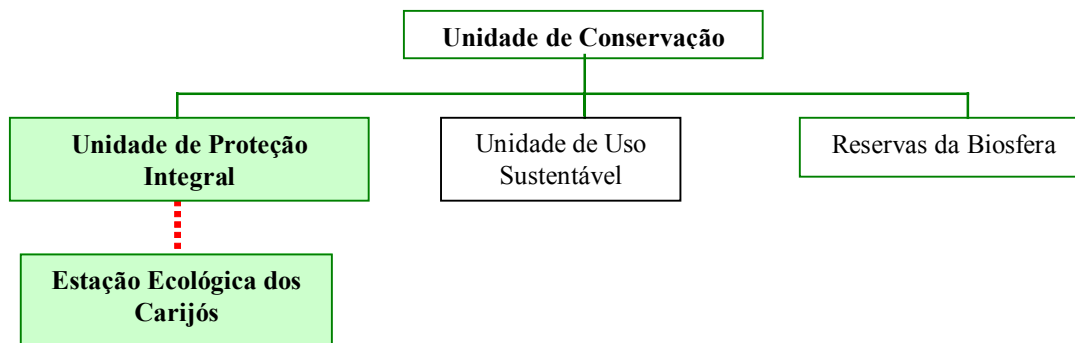 Unidade de Conservação
Unidade de Proteção
Integral
Unidade de Uso
Sustentável
Reservas da Biosfera
Estação Ecológica dos
Carijós